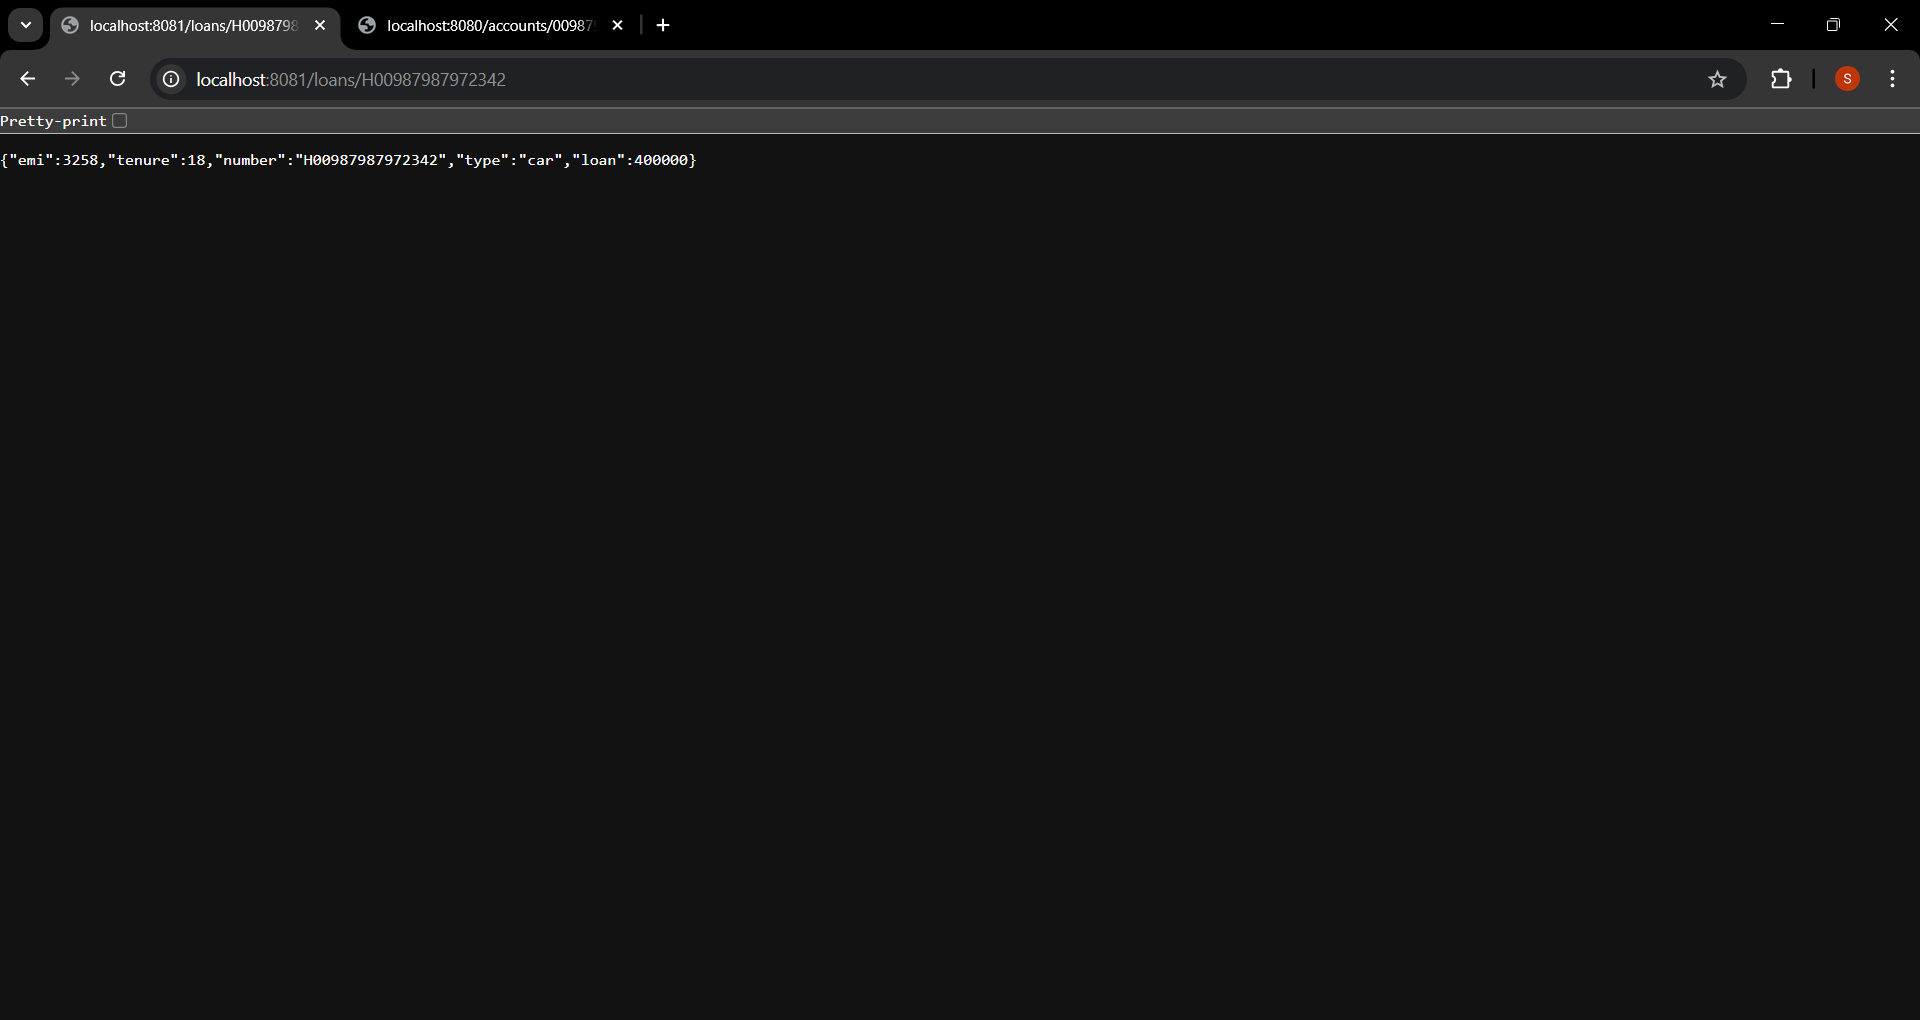 localhost:8081/loans/H0098798
localhost:8080/accounts/00987
localhost:8081/loans/H00987987972342
S
Pretty-print
{"emi":3258,"tenure":18,"number":"H00987987972342","type":"car","loan":400000}